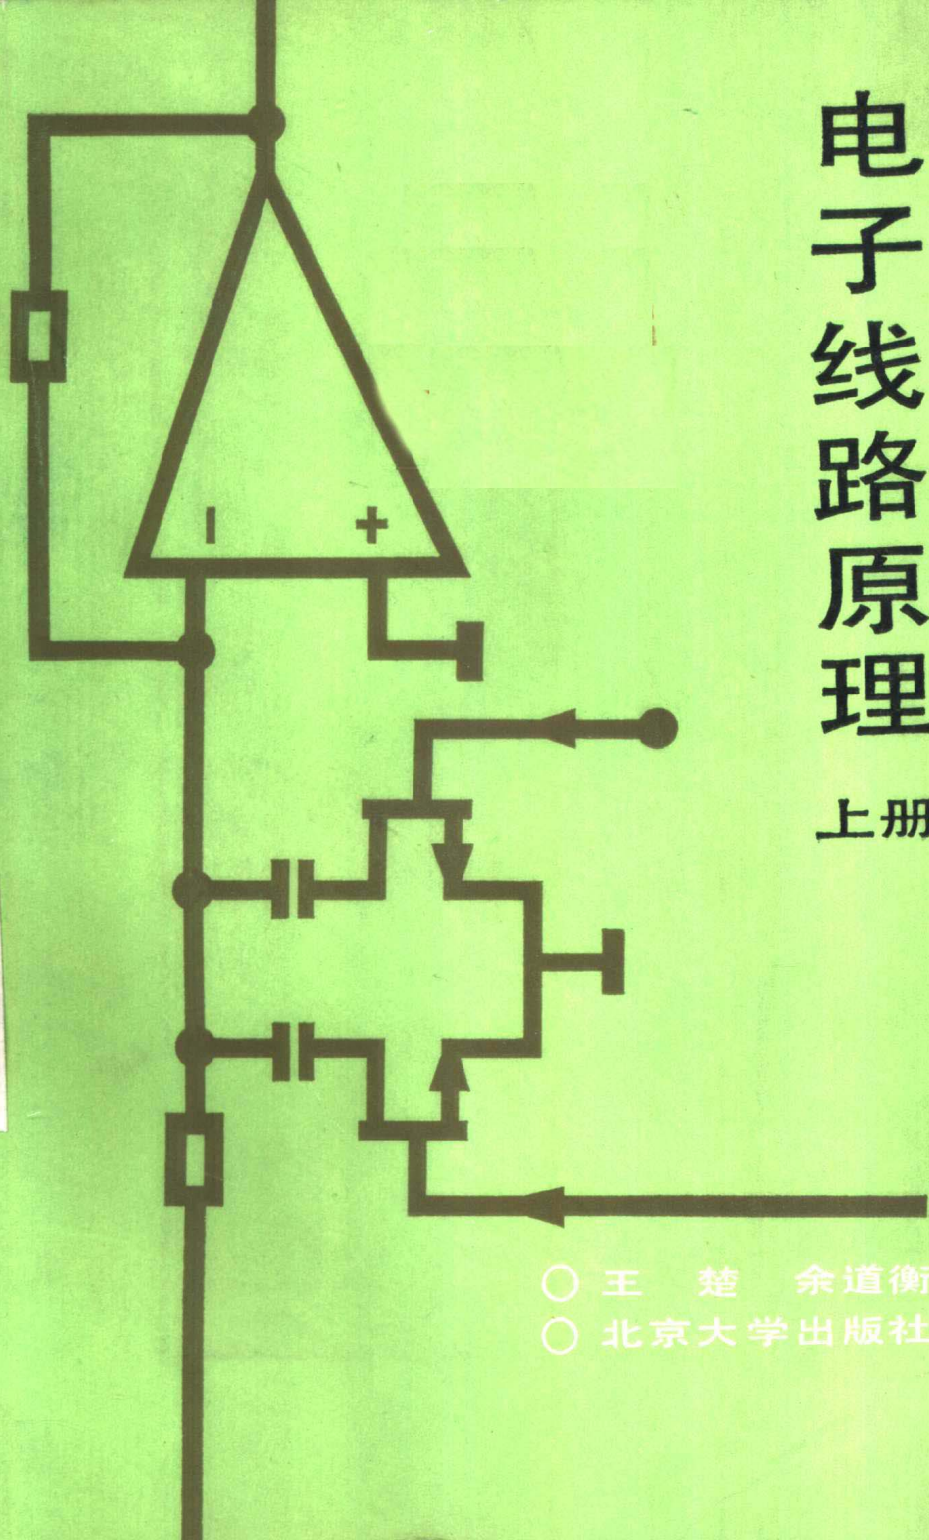 电子线路原理
上册
- +
○ 王 楚 余道衡
○ 北京大学出版社